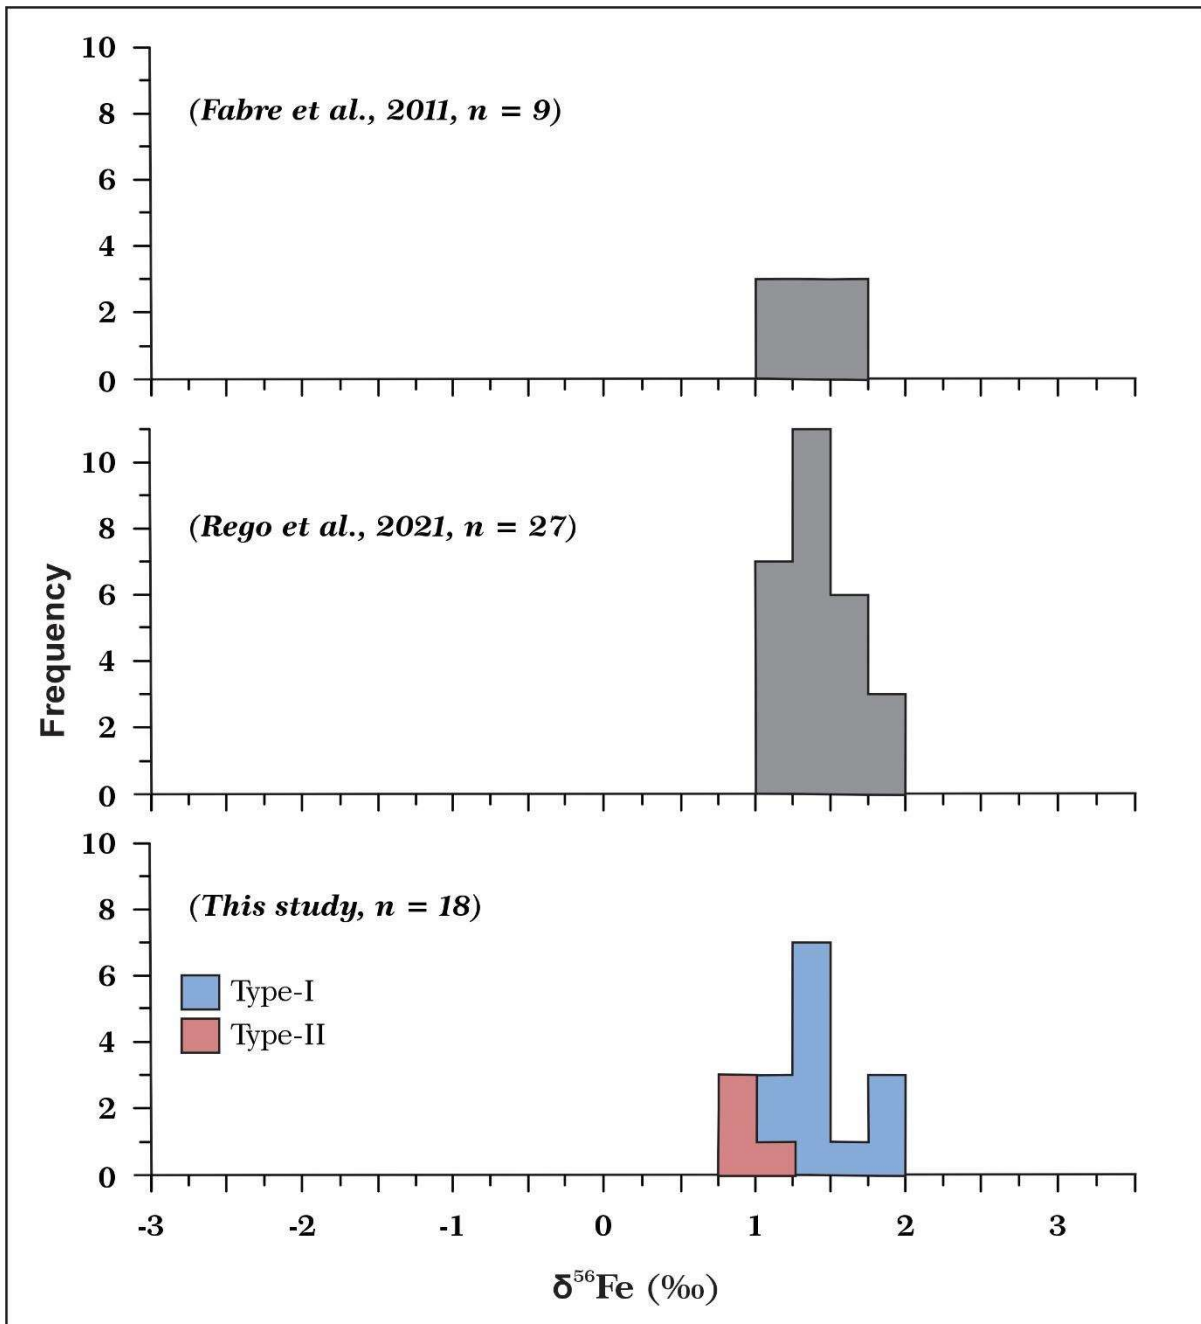 10
(Fabre et al., 2011, n = 9)
8
6
4
2
0
10
(Rego et al., 2021, n = 27)
8
6
4
2
0
Frequency
10
(This study, n = 18)
8
6
Type-I
4
Type-II
2
0
-3 -2 -1 0 1 2 3
δ⁵⁶Fe (‰)